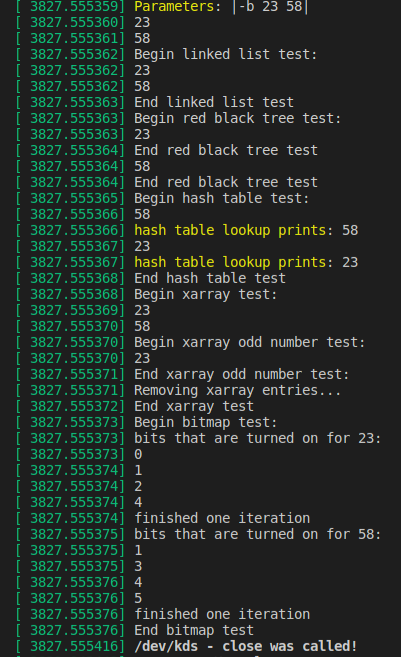 [ 3827.555359] Parameters: |-b 23 58|
[ 3827.555360] 23
[ 3827.555361] 58
[ 3827.555362] Begin linked list test:
[ 3827.555362] 23
[ 3827.555362] 58
[ 3827.555363] End linked list test
[ 3827.555363] Begin red black tree test:
[ 3827.555363] 23
[ 3827.555364] End red black tree test
[ 3827.555364] 58
[ 3827.555364] End red black tree test
[ 3827.555365] Begin hash table test:
[ 3827.555366] 58
[ 3827.555366] hash table lookup prints: 58
[ 3827.555367] 23
[ 3827.555367] hash table lookup prints: 23
[ 3827.555368] End hash table test
[ 3827.555368] Begin xarray test:
[ 3827.555369] 23
[ 3827.555370] 58
[ 3827.555370] Begin xarray odd number test:
[ 3827.555370] 23
[ 3827.555371] End xarray odd number test:
[ 3827.555371] Removing xarray entries...
[ 3827.555372] End xarray test
[ 3827.555373] Begin bitmap test:
[ 3827.555373] bits that are turned on for 23:
[ 3827.555373] 0
[ 3827.555374] 1
[ 3827.555374] 2
[ 3827.555374] 4
[ 3827.555374] finished one iteration
[ 3827.555375] bits that are turned on for 58:
[ 3827.555375] 1
[ 3827.555375] 3
[ 3827.555376] 4
[ 3827.555376] 5
[ 3827.555376] finished one iteration
[ 3827.555376] End bitmap test
[ 3827.555416] /dev/kds - close was called!